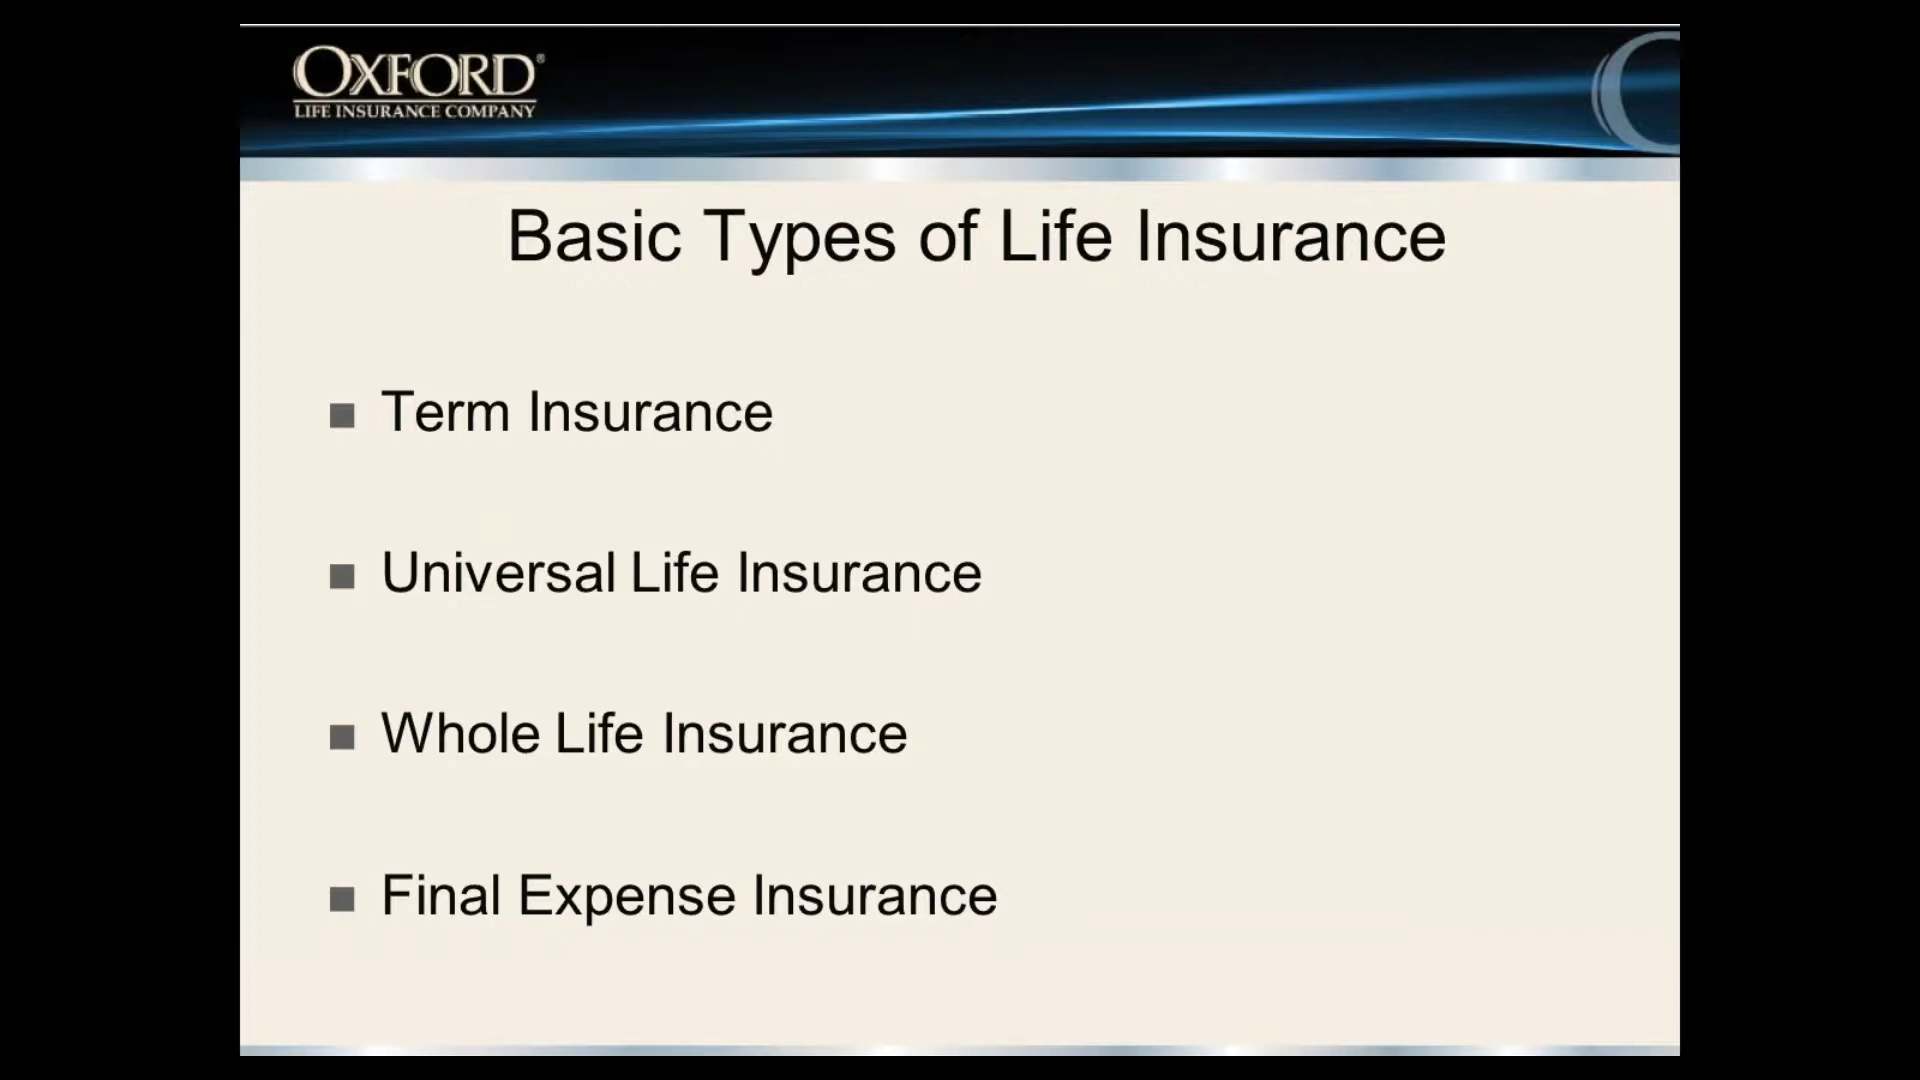 OXFORD®
LIFE INSURANCE COMPANY
Basic Types of Life Insurance
■ Term Insurance
■ Universal Life Insurance
■ Whole Life Insurance
■ Final Expense Insurance